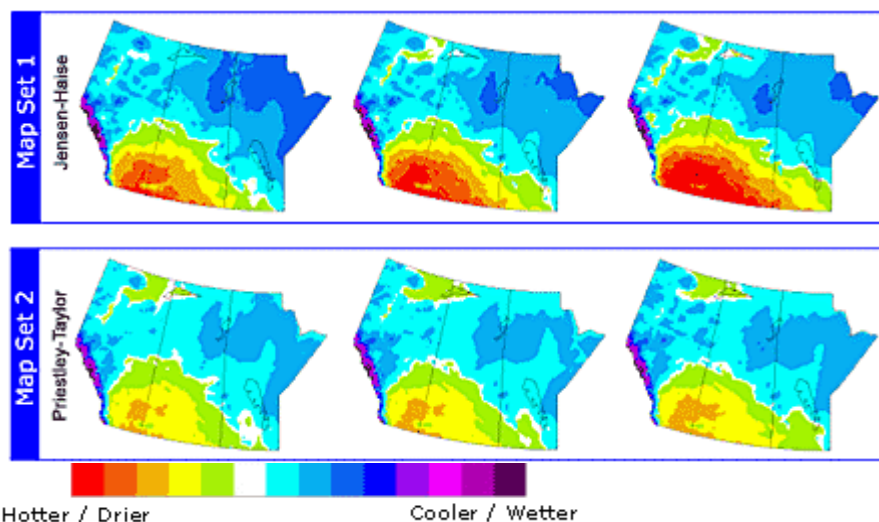 Map Set 1
Jensen-Haise
Map Set 2
Priestley-Taylor
Hotter / Drier
Cooler / Wetter